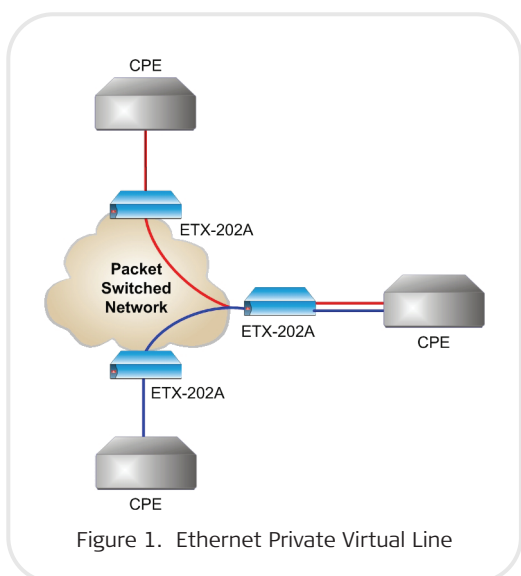 CPE
ETX-202A
Packet
Switched
Network
ETX-202A
CPE
ETX-202A
CPE
Figure 1. Ethernet Private Virtual Line